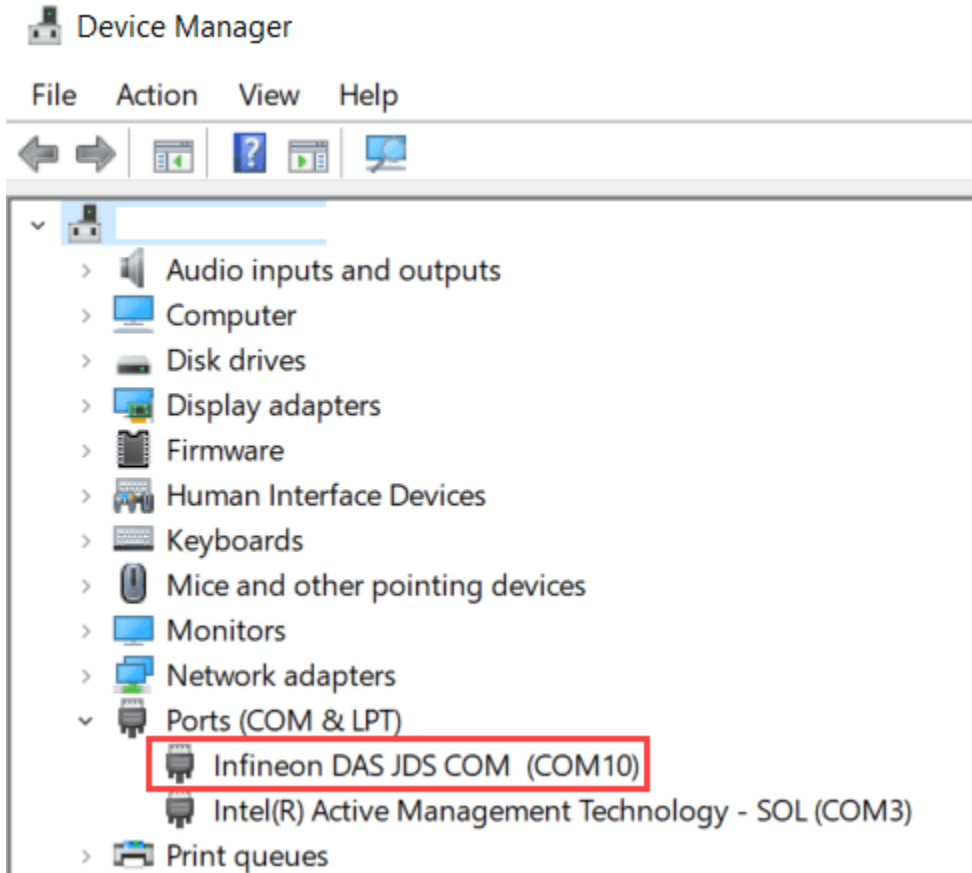 Device Manager
File Action View Help
Audio inputs and outputs
Computer
Disk drives
Display adapters
Firmware
Human Interface Devices
Keyboards
Mice and other pointing devices
Monitors
Network adapters
Ports (COM & LPT)
Infineon DAS JDS COM (COM10)
Intel(R) Active Management Technology - SOL (COM3)
Print queues